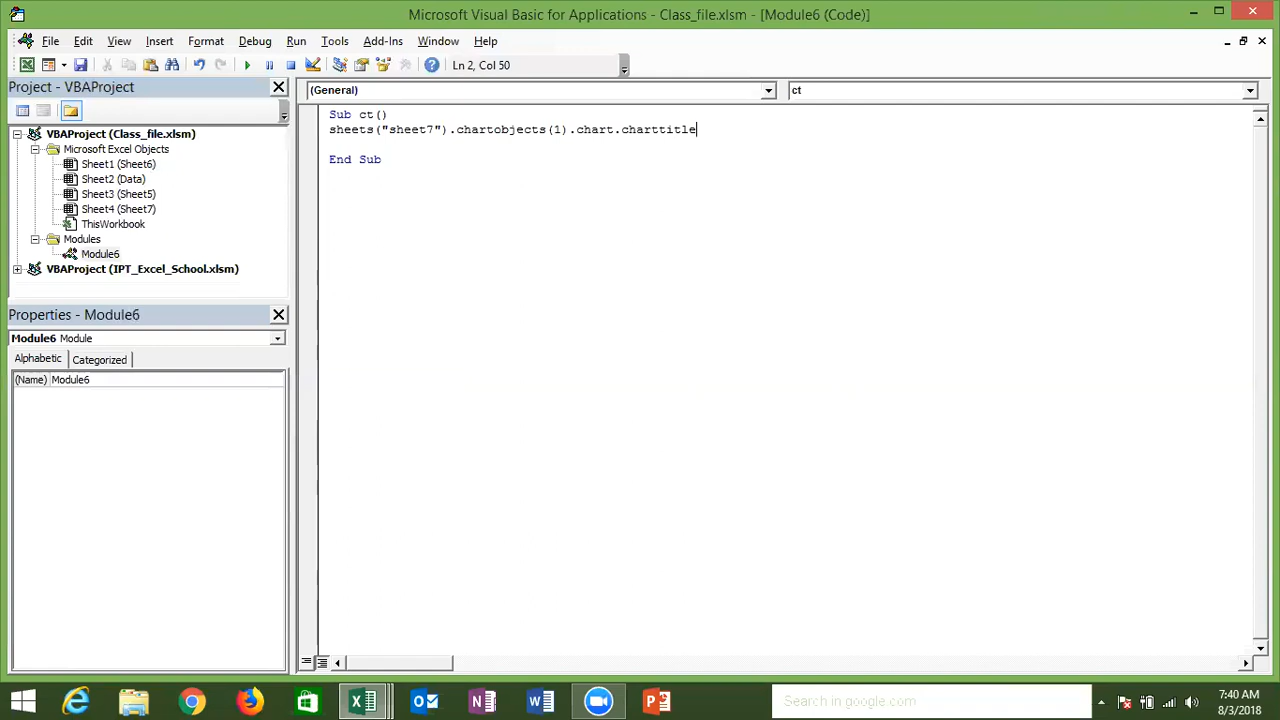 Microsoft Visual Basic for Applications - Class_file.xlsm - [Module6 (Code)]
File Edit View Insert Format Debug Run Tools Add-Ins Window Help
Ln 2, Col 50
Project - VBAProject
(General)
ct
VBAProject (Class_file.xlsm)
Microsoft Excel Objects
Sheet1 (Sheet6)
Sheet2 (Data)
Sheet3 (Sheet5)
Sheet4 (Sheet7)
ThisWorkbook
Modules
Module6
VBAProject (IPT_Excel_School.xlsm)
Sub ct()
sheets("sheet7").chartobjects(1).chart.charttitle
End Sub
Properties - Module6
Module6 Module
Alphabetic Categorized
(Name) Module6
Search in google.com
7:40 AM
8/3/2018